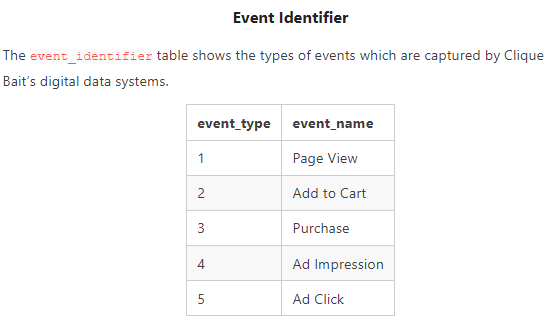 Event Identifier
The event_identifier table shows the types of events which are captured by Clique
Bait’s digital data systems.
event_type event_name
1 Page View
2 Add to Cart
3 Purchase
4 Ad Impression
5 Ad Click